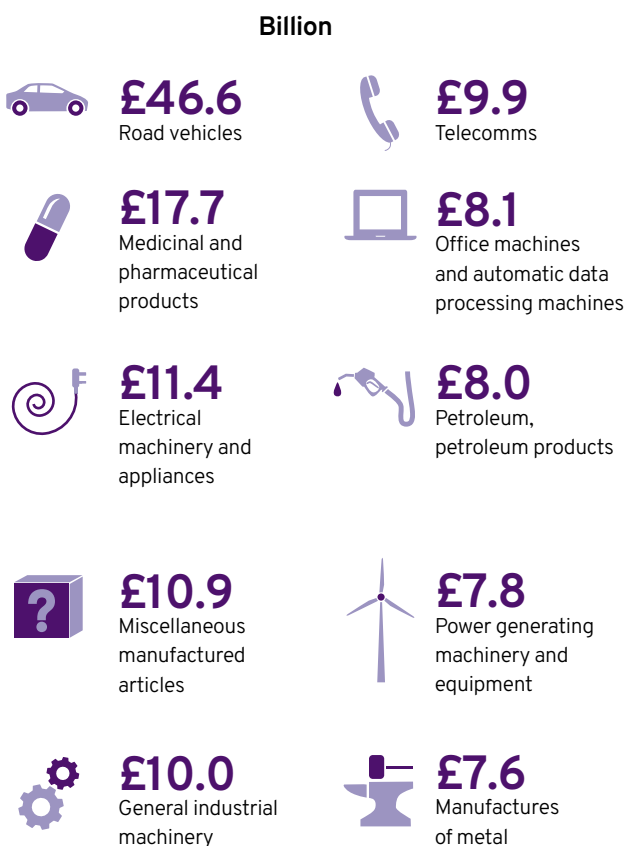 Billion
£46.6
Road vehicles
£17.7
Medicinal and
pharmaceutical
products
£11.4
Electrical
machinery and
appliances
£10.9
Miscellaneous
manufactured
articles
£10.0
General industrial
machinery
£9.9
Telecomms
£8.1
Office machines
and automatic data
processing machines
£8.0
Petroleum,
petroleum products
£7.8
Power generating
machinery and
equipment
£7.6
Manufactures
of metal